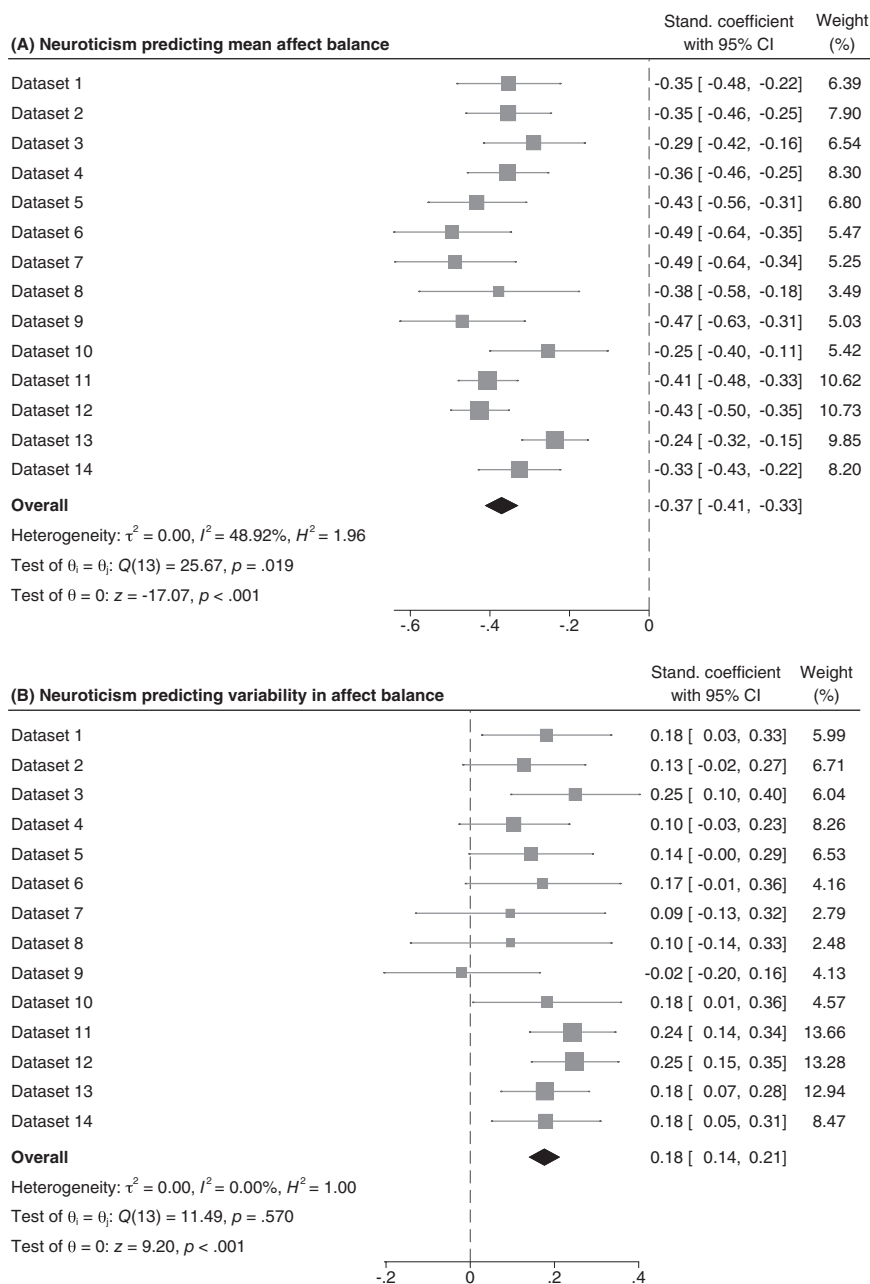 Stand. coefficient Weight
(A) Neuroticism predicting mean affect balance with 95% CI (%)
Dataset 1 -0.35 [ -0.48, -0.22] 6.39
Dataset 2 -0.35 [ -0.46, -0.25] 7.90
Dataset 3 -0.29 [ -0.42, -0.16] 6.54
Dataset 4 -0.36 [ -0.46, -0.25] 8.30
Dataset 5 -0.43 [ -0.56, -0.31] 6.80
Dataset 6 -0.49 [ -0.64, -0.35] 5.47
Dataset 7 -0.49 [ -0.64, -0.34] 5.25
Dataset 8 -0.38 [ -0.58, -0.18] 3.49
Dataset 9 -0.47 [ -0.63, -0.31] 5.03
Dataset 10 -0.25 [ -0.40, -0.11] 5.42
Dataset 11 -0.41 [ -0.48, -0.33] 10.62
Dataset 12 -0.43 [ -0.50, -0.35] 10.73
Dataset 13 -0.24 [ -0.32, -0.15] 9.85
Dataset 14 -0.33 [ -0.43, -0.22] 8.20
Overall -0.37 [ -0.41, -0.33]
Heterogeneity: τ² = 0.00, I² = 48.92%, H² = 1.96
Test of θᵢ = θⱼ: Q(13) = 25.67, p = .019
Test of θ = 0: z = -17.07, p < .001
-.6 -.4 -.2 0
Stand. coefficient Weight
(B) Neuroticism predicting variability in affect balance with 95% CI (%)
Dataset 1 0.18 [ 0.03, 0.33] 5.99
Dataset 2 0.13 [ -0.02, 0.27] 6.71
Dataset 3 0.25 [ 0.10, 0.40] 6.04
Dataset 4 0.10 [ -0.03, 0.23] 8.26
Dataset 5 0.14 [ -0.00, 0.29] 6.53
Dataset 6 0.17 [ -0.01, 0.36] 4.16
Dataset 7 0.09 [ -0.13, 0.32] 2.79
Dataset 8 0.10 [ -0.14, 0.33] 2.48
Dataset 9 -0.02 [ -0.20, 0.16] 4.13
Dataset 10 0.18 [ 0.01, 0.36] 4.57
Dataset 11 0.24 [ 0.14, 0.34] 13.66
Dataset 12 0.25 [ 0.15, 0.35] 13.28
Dataset 13 0.18 [ 0.07, 0.28] 12.94
Dataset 14 0.18 [ 0.05, 0.31] 8.47
Overall 0.18 [ 0.14, 0.21]
Heterogeneity: τ² = 0.00, I² = 0.00%, H² = 1.00
Test of θᵢ = θⱼ: Q(13) = 11.49, p = .570
Test of θ = 0: z = 9.20, p < .001
-.2 0 .2 .4